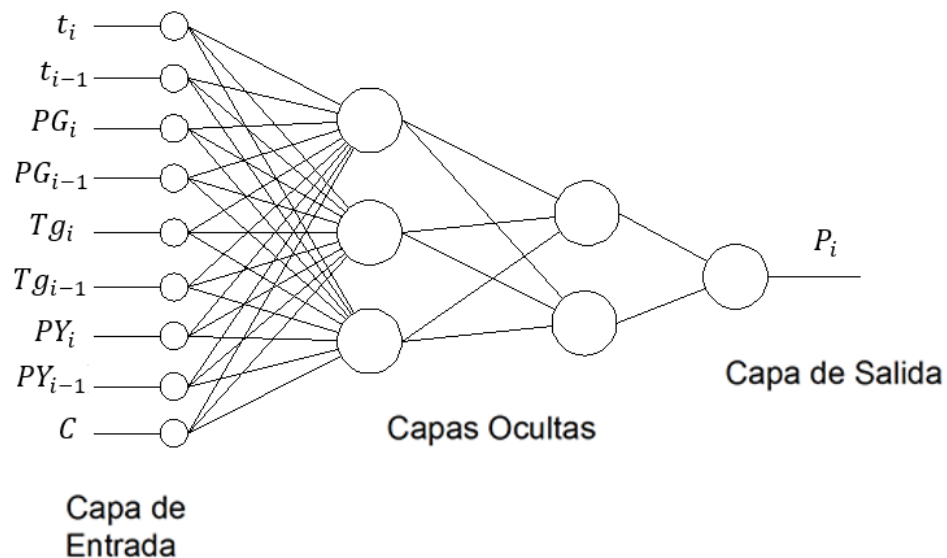 t_i
t_{i-1}
PG_i
PG_{i-1}
Tg_i
Tg_{i-1}
PY_i
PY_{i-1}
C
P_i
Capa de Salida
Capas Ocultas
Capa de
Entrada